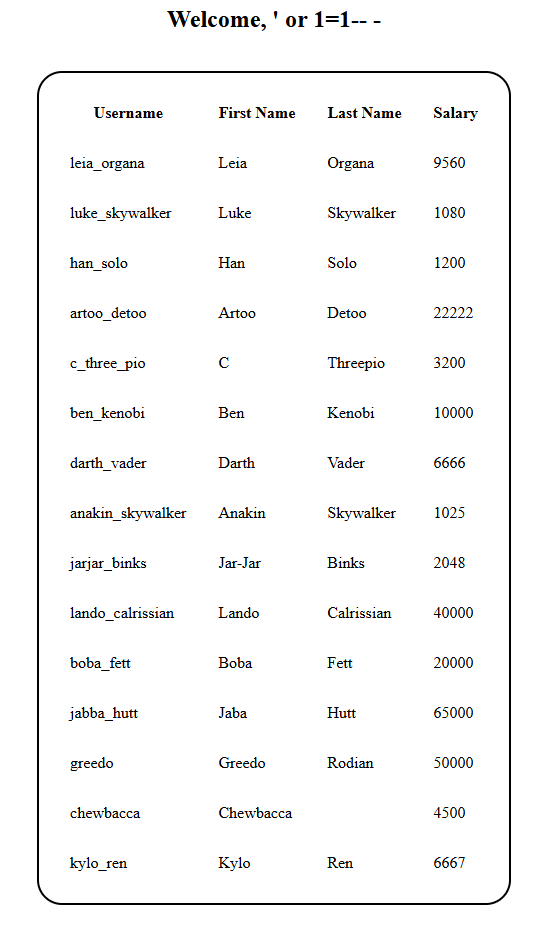 Welcome, ' or 1=1-- -
Username First Name Last Name Salary
leia_organa Leia Organa 9560
luke_skywalker Luke Skywalker 1080
han_solo Han Solo 1200
artoo_detoo Artoo Detoo 22222
c_three_pio C Threepio 3200
ben_kenobi Ben Kenobi 10000
darth_vader Darth Vader 6666
anakin_skywalker Anakin Skywalker 1025
jarjar_binks Jar-Jar Binks 2048
lando_calrissian Lando Calrissian 40000
boba_fett Boba Fett 20000
jabba_hutt Jaba Hutt 65000
greedo Greedo Rodian 50000
chewbacca Chewbacca 4500
kylo_ren Kylo Ren 6667